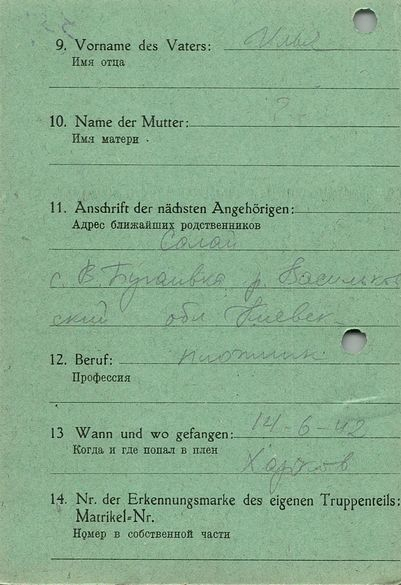 9. Vorname des Vaters: Илья
Имя отца
10. Name der Mutter:
Имя матери
11. Anschrift der nächsten Angehörigen:
Адрес ближайших родственников
с. В. Бугаивка р. Васильков
ский обл Киевск
12. Beruf: плотник
Профессия
13 Wann und wo gefangen: 14-6-42
Когда и где попал в плен
Харьков
14. Nr. der Erkennungsmarke des eigenen Truppenteils:
Matrikel-Nr.
Номер в собственной части